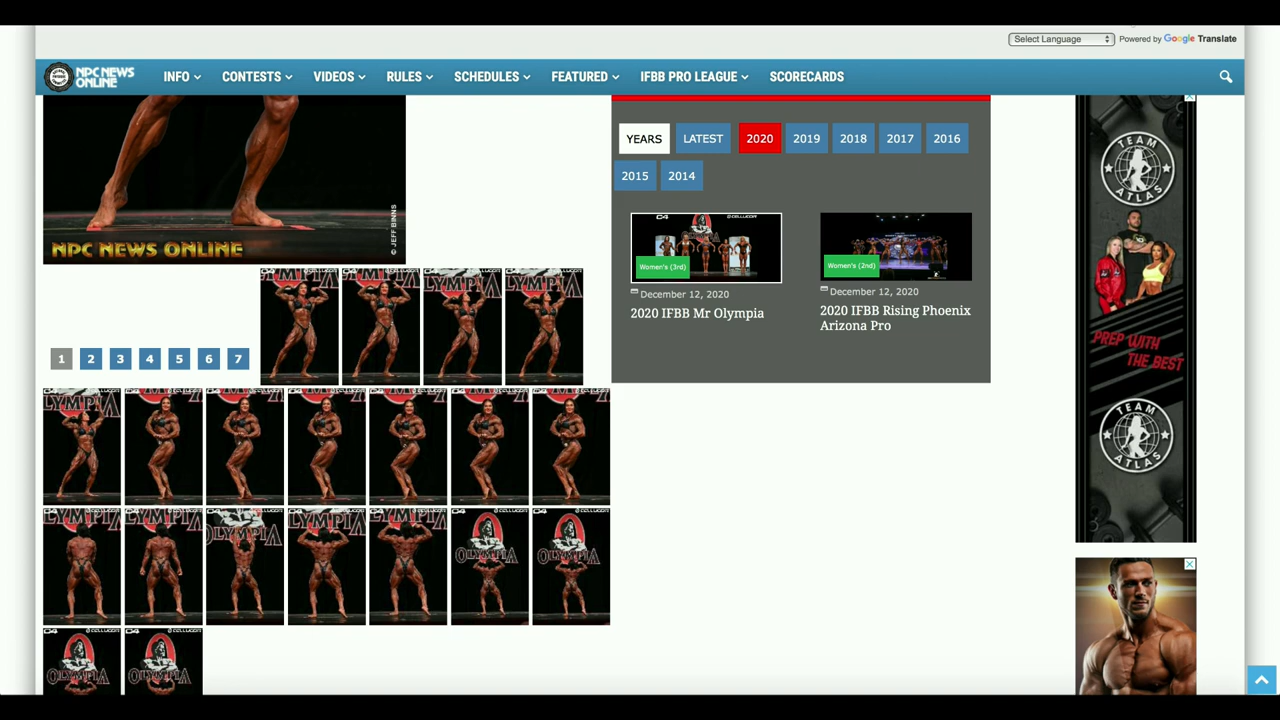 Select Language
Powered by Google Translate
NPC NEWS
ONLINE
INFO
CONTESTS
VIDEOS
RULES
SCHEDULES
FEATURED
IFBB PRO LEAGUE
SCORECARDS
NPC NEWS ONLINE
© JEFF BINNS
YEARS
LATEST
2020
2019
2018
2017
2016
2015
2014
Women's (3rd)
December 12, 2020
2020 IFBB Mr Olympia
Women's (2nd)
December 12, 2020
2020 IFBB Rising Phoenix
Arizona Pro
1 2 3 4 5 6 7
TEAM
ATLAS
PREP WITH
THE BEST
TEAM
ATLAS